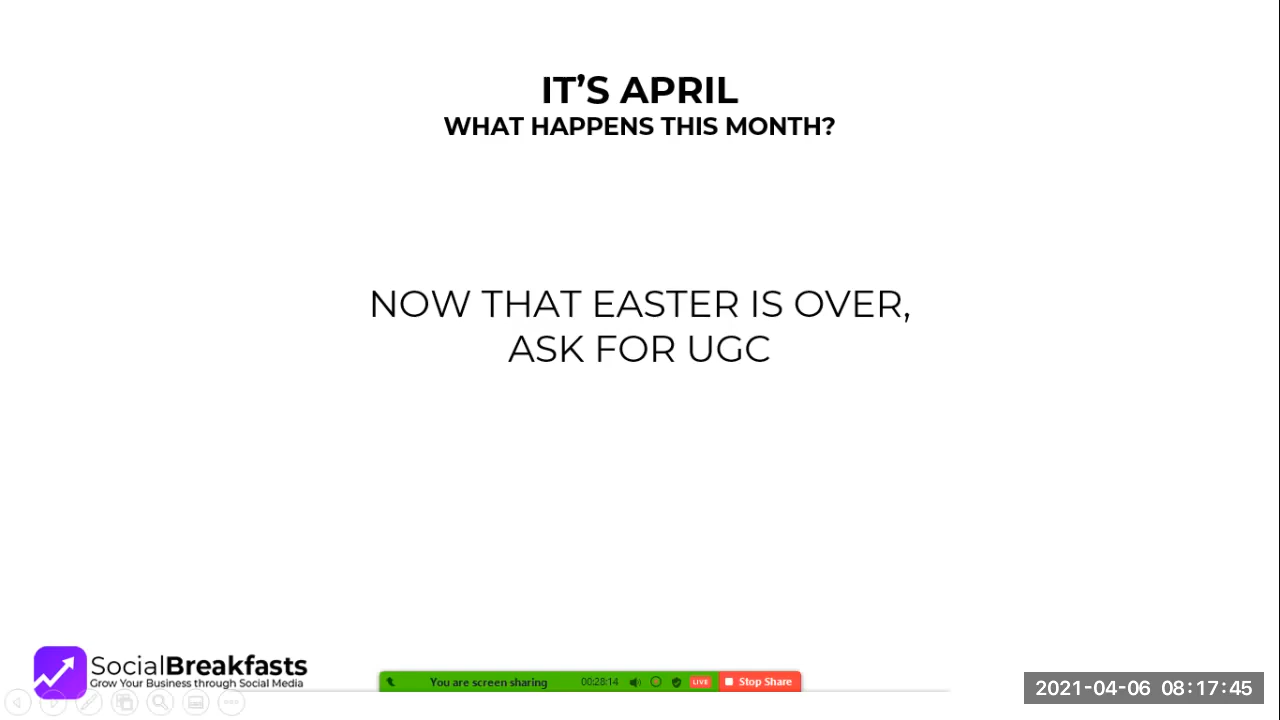 IT’S APRIL
WHAT HAPPENS THIS MONTH?
NOW THAT EASTER IS OVER,
ASK FOR UGC
SocialBreakfasts
Grow Your Business through Social Media
You are screen sharing 00:28:14 LIVE Stop Share
2021-04-06 08:17:45